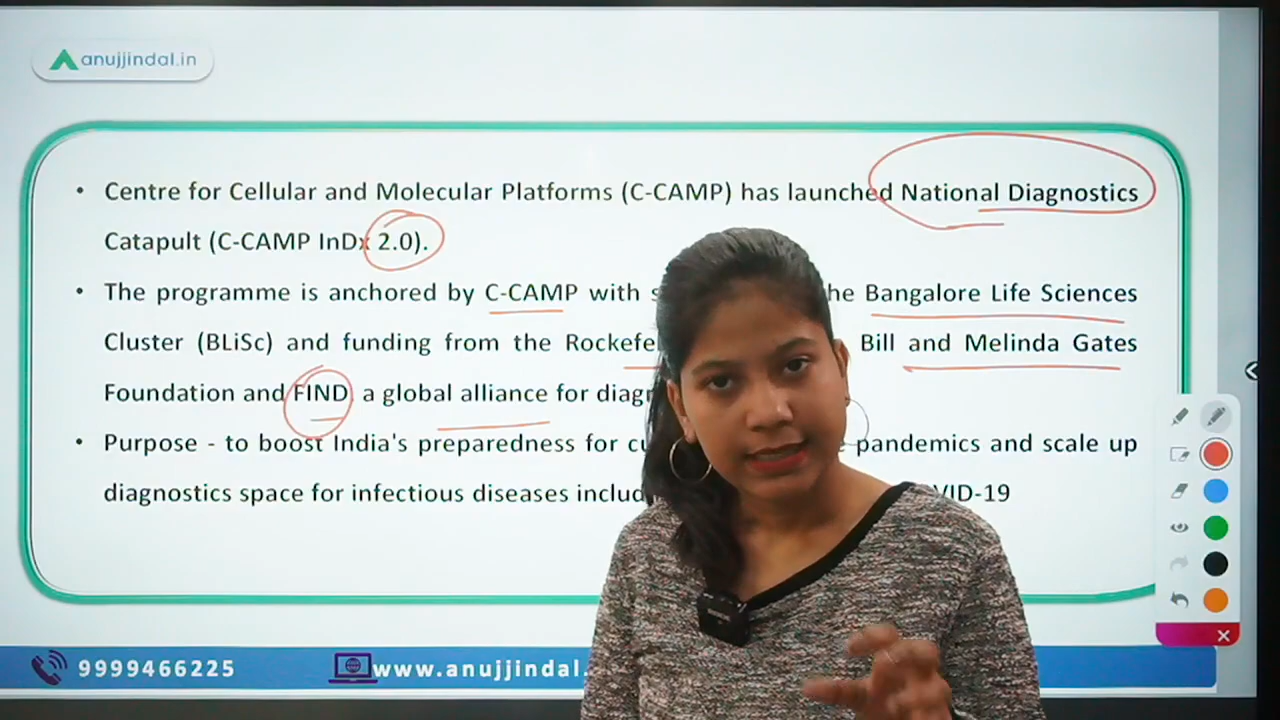 anujjindal.in
• Centre for Cellular and Molecular Platforms (C-CAMP) has launched National Diagnostics
Catapult (C-CAMP InDx 2.0).
• The programme is anchored by C-CAMP with Bangalore Life Sciences
Cluster (BLiSc) and funding from the Bill and Melinda Gates
Foundation and FIND a global alliance for
• Purpose - to boost India's preparedness for pandemics and scale up
diagnostics space for infectious diseases
9999466225
www.anujjindal.